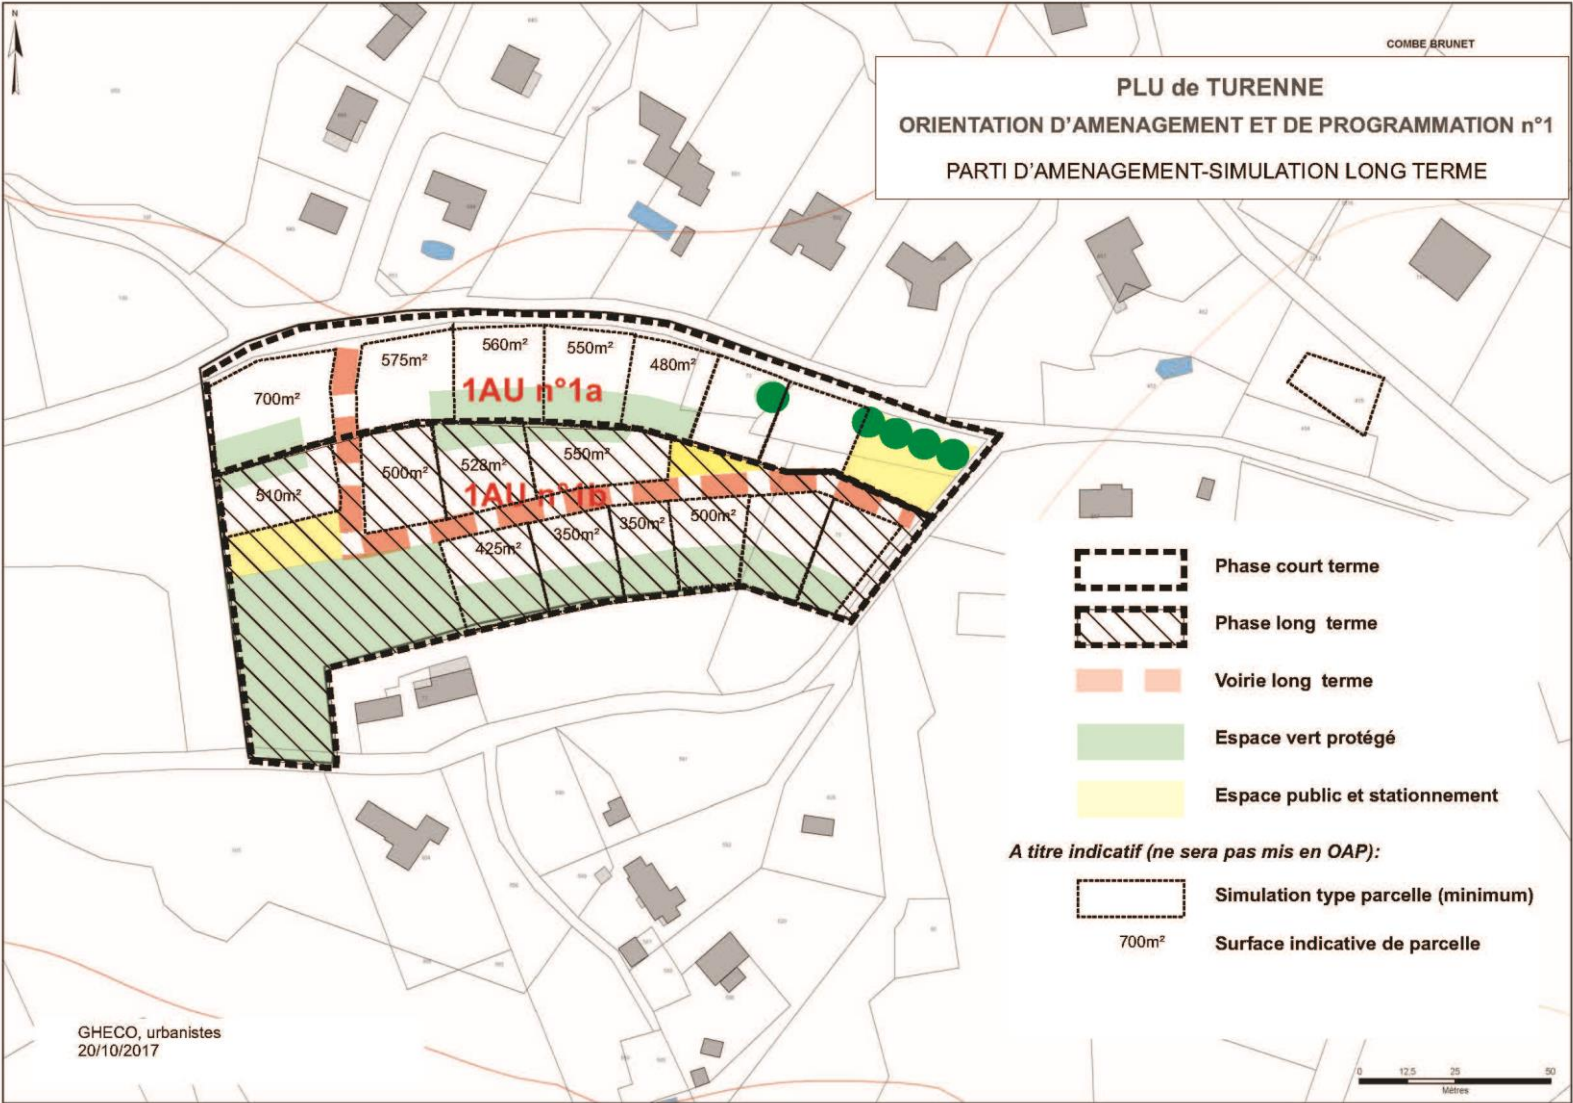 N
COMBE BRUNET
PLU de TURENNE
ORIENTATION D'AMENAGEMENT ET DE PROGRAMMATION n°1
PARTI D'AMENAGEMENT-SIMULATION LONG TERME
700m²
575m²
560m²
550m²
480m²
1AU n°1a
510m²
500m²
528m²
550m²
1AU n°1b
425m²
350m²
350m²
500m²
Phase court terme
Phase long terme
Voirie long terme
Espace vert protégé
Espace public et stationnement
A titre indicatif (ne sera pas mis en OAP):
Simulation type parcelle (minimum)
700m² Surface indicative de parcelle
GHECO, urbanistes
20/10/2017
0 12.5 25 50
Mètres